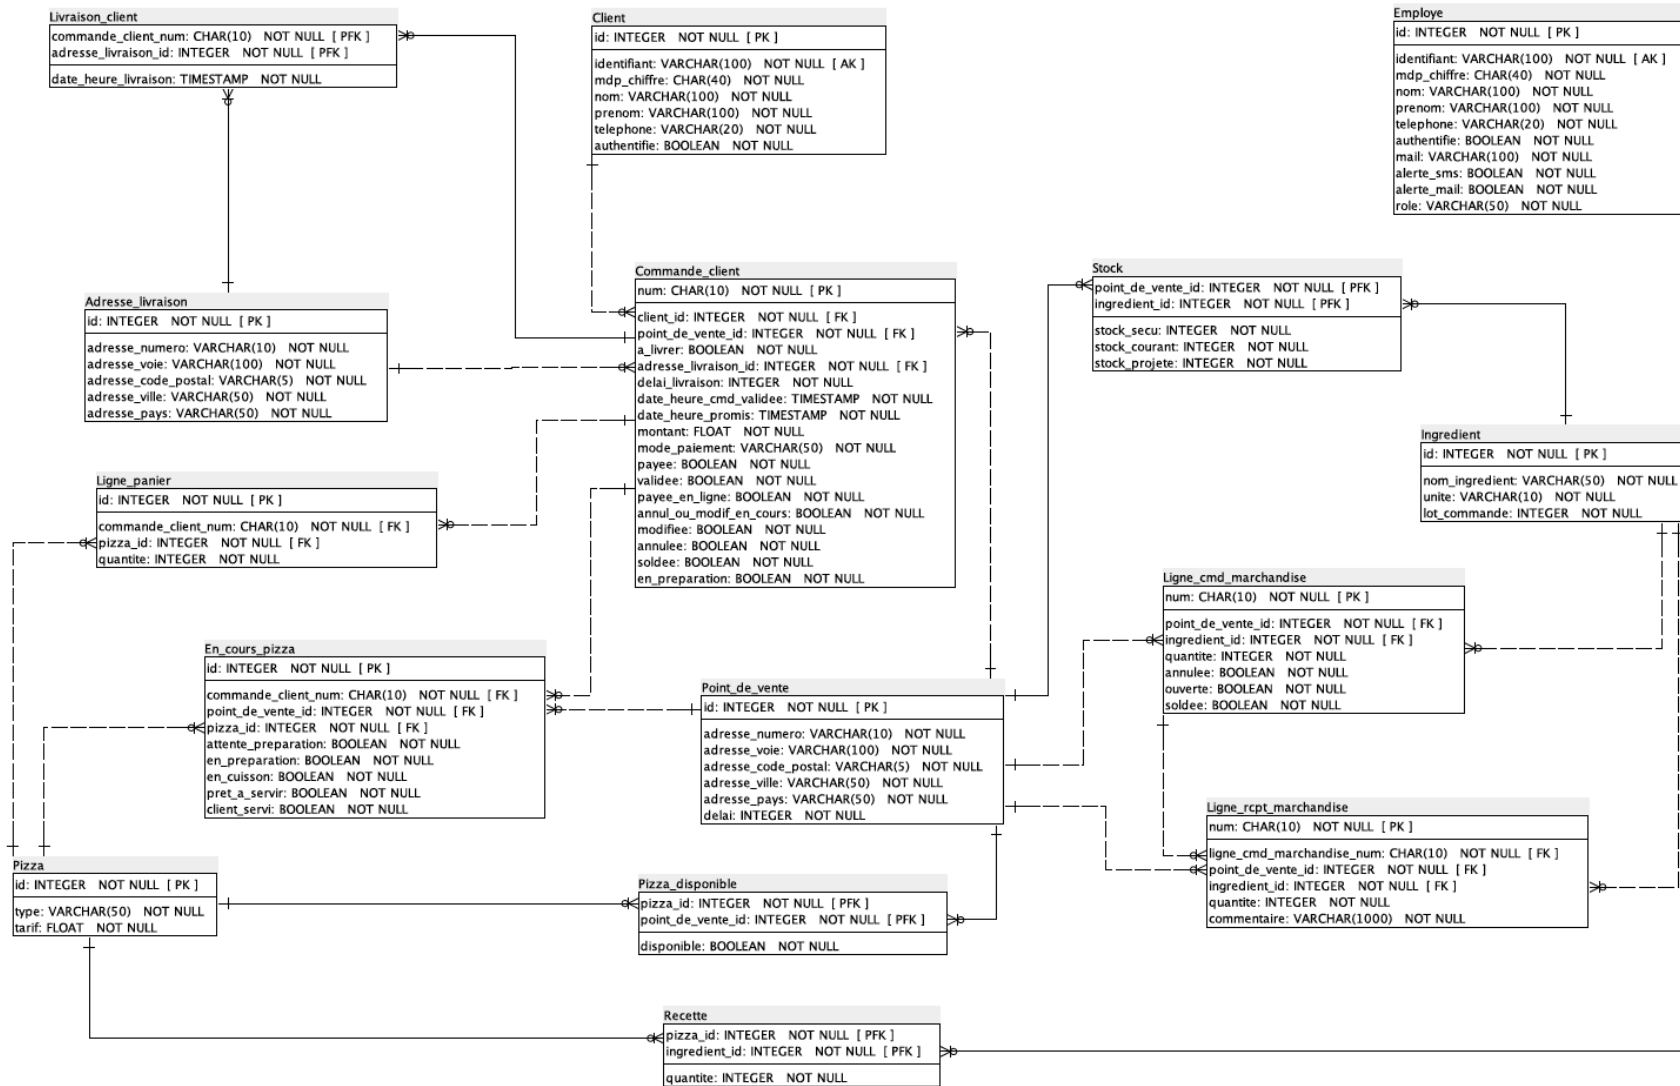 Livraison_client
commande_client_num: CHAR(10) NOT NULL [ PFK ]
adresse_livraison_id: INTEGER NOT NULL [ PFK ]
date_heure_livraison: TIMESTAMP NOT NULL
Client
id: INTEGER NOT NULL [ PK ]
identifiant: VARCHAR(100) NOT NULL [ AK ]
mdp_chiffre: CHAR(40) NOT NULL
nom: VARCHAR(100) NOT NULL
prenom: VARCHAR(100) NOT NULL
telephone: VARCHAR(20) NOT NULL
authentifie: BOOLEAN NOT NULL
Employe
id: INTEGER NOT NULL [ PK ]
identifiant: VARCHAR(100) NOT NULL [ AK ]
mdp_chiffre: CHAR(40) NOT NULL
nom: VARCHAR(100) NOT NULL
prenom: VARCHAR(100) NOT NULL
telephone: VARCHAR(20) NOT NULL
authentifie: BOOLEAN NOT NULL
mail: VARCHAR(100) NOT NULL
alerte_sms: BOOLEAN NOT NULL
alerte_mail: BOOLEAN NOT NULL
role: VARCHAR(50) NOT NULL
Adresse_livraison
id: INTEGER NOT NULL [ PK ]
adresse_numero: VARCHAR(10) NOT NULL
adresse_voie: VARCHAR(100) NOT NULL
adresse_code_postal: VARCHAR(5) NOT NULL
adresse_ville: VARCHAR(50) NOT NULL
adresse_pays: VARCHAR(50) NOT NULL
Commande_client
num: CHAR(10) NOT NULL [ PK ]
client_id: INTEGER NOT NULL [ FK ]
point_de_vente_id: INTEGER NOT NULL [ FK ]
a_livrer: BOOLEAN NOT NULL
adresse_livraison_id: INTEGER NOT NULL [ FK ]
delai_livraison: INTEGER NOT NULL
date_heure_cmd_validee: TIMESTAMP NOT NULL
date_heure_promis: TIMESTAMP NOT NULL
montant: FLOAT NOT NULL
mode_paiement: VARCHAR(50) NOT NULL
payee: BOOLEAN NOT NULL
validee: BOOLEAN NOT NULL
payee_en_ligne: BOOLEAN NOT NULL
annul_ou_modif_en_cours: BOOLEAN NOT NULL
modifiee: BOOLEAN NOT NULL
annulee: BOOLEAN NOT NULL
soldee: BOOLEAN NOT NULL
en_preparation: BOOLEAN NOT NULL
Stock
point_de_vente_id: INTEGER NOT NULL [ PFK ]
ingredient_id: INTEGER NOT NULL [ PFK ]
stock_secu: INTEGER NOT NULL
stock_courant: INTEGER NOT NULL
stock_projete: INTEGER NOT NULL
Ingredient
id: INTEGER NOT NULL [ PK ]
nom_ingredient: VARCHAR(50) NOT NULL
unite: VARCHAR(10) NOT NULL
lot_commande: INTEGER NOT NULL
Ligne_panier
id: INTEGER NOT NULL [ PK ]
commande_client_num: CHAR(10) NOT NULL [ FK ]
pizza_id: INTEGER NOT NULL [ FK ]
quantite: INTEGER NOT NULL
Ligne_cmd_marchandise
num: CHAR(10) NOT NULL [ PK ]
point_de_vente_id: INTEGER NOT NULL [ FK ]
ingredient_id: INTEGER NOT NULL [ FK ]
quantite: INTEGER NOT NULL
annulee: BOOLEAN NOT NULL
ouverte: BOOLEAN NOT NULL
soldee: BOOLEAN NOT NULL
En_cours_pizza
id: INTEGER NOT NULL [ PK ]
commande_client_num: CHAR(10) NOT NULL [ FK ]
point_de_vente_id: INTEGER NOT NULL [ FK ]
pizza_id: INTEGER NOT NULL [ FK ]
attente_preparation: BOOLEAN NOT NULL
en_preparation: BOOLEAN NOT NULL
en_cuisson: BOOLEAN NOT NULL
pret_a_servir: BOOLEAN NOT NULL
client_servi: BOOLEAN NOT NULL
Point_de_vente
id: INTEGER NOT NULL [ PK ]
adresse_numero: VARCHAR(10) NOT NULL
adresse_voie: VARCHAR(100) NOT NULL
adresse_code_postal: VARCHAR(5) NOT NULL
adresse_ville: VARCHAR(50) NOT NULL
adresse_pays: VARCHAR(50) NOT NULL
delai: INTEGER NOT NULL
Ligne_rcpt_marchandise
num: CHAR(10) NOT NULL [ PK ]
ligne_cmd_marchandise_num: CHAR(10) NOT NULL [ FK ]
point_de_vente_id: INTEGER NOT NULL [ FK ]
ingredient_id: INTEGER NOT NULL [ FK ]
quantite: INTEGER NOT NULL
commentaire: VARCHAR(1000) NOT NULL
Pizza
id: INTEGER NOT NULL [ PK ]
type: VARCHAR(50) NOT NULL
tarif: FLOAT NOT NULL
Pizza_disponible
pizza_id: INTEGER NOT NULL [ PFK ]
point_de_vente_id: INTEGER NOT NULL [ PFK ]
disponible: BOOLEAN NOT NULL
Recette
pizza_id: INTEGER NOT NULL [ PFK ]
ingredient_id: INTEGER NOT NULL [ PFK ]
quantite: INTEGER NOT NULL